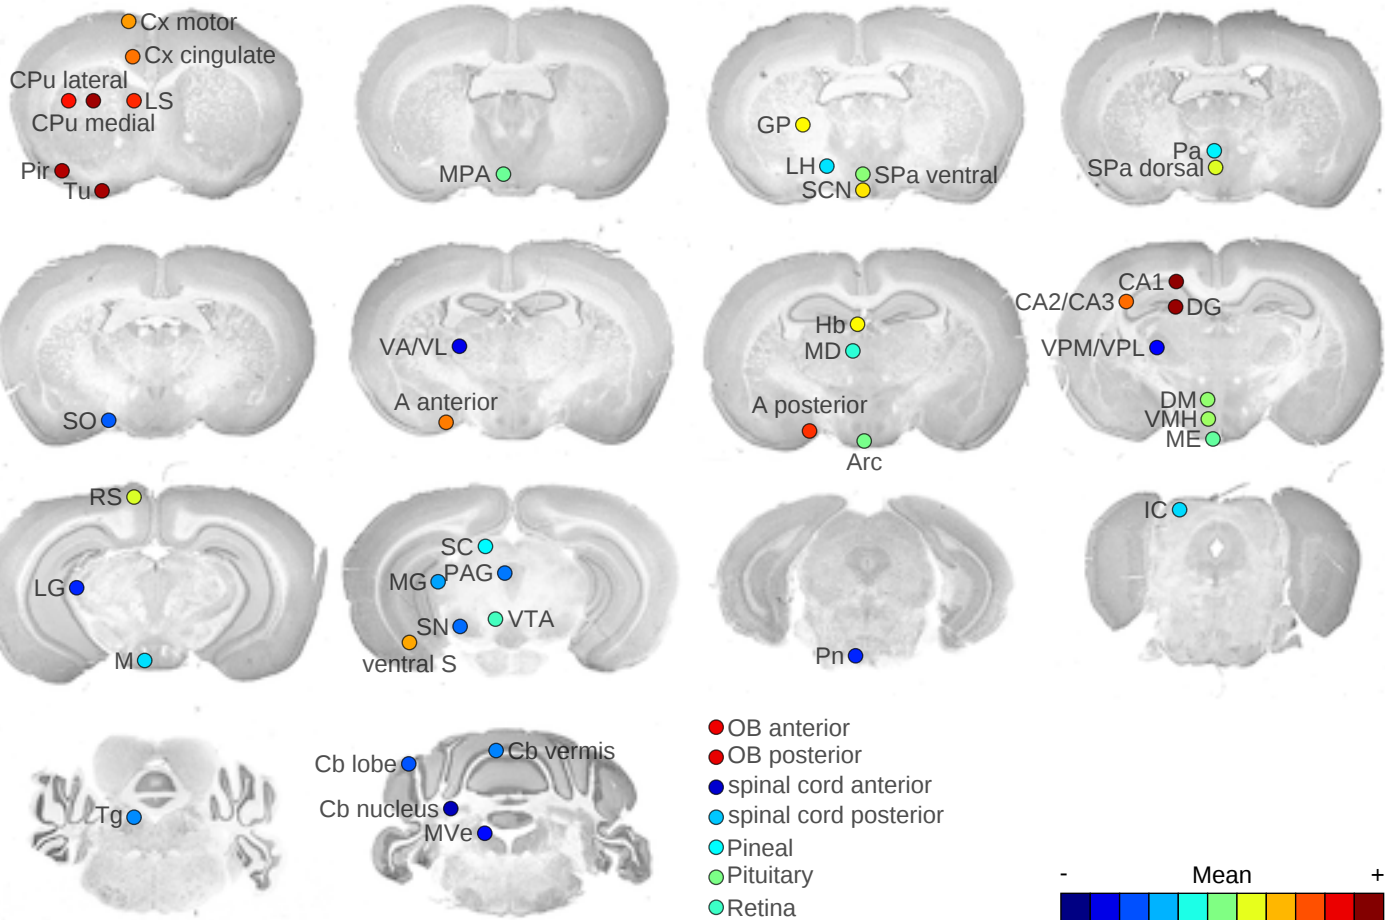 Cx motor
Cx cingulate
CPu lateral
LS
CPu medial
Pir
Tu
MPA
GP
LH
SPa ventral
SCN
Pa
SPa dorsal
SO
VA/VL
A anterior
Hb
MD
A posterior
Arc
CA1
CA2/CA3
DG
VPM/VPL
DM
VMH
ME
RS
LG
M
SC
MG
PAG
SN
VTA
ventral S
Pn
IC
Tg
Cb lobe
Cb vermis
Cb nucleus
MVe
OB anterior
OB posterior
spinal cord anterior
spinal cord posterior
Pineal
Pituitary
Retina
- Mean +